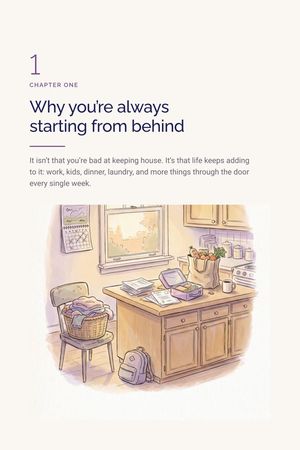 1
CHAPTER ONE
Why you're always
starting from behind
It isn't that you're bad at keeping house. It's that life keeps adding
to it: work, kids, dinner, laundry, and more things through the door
every single week.